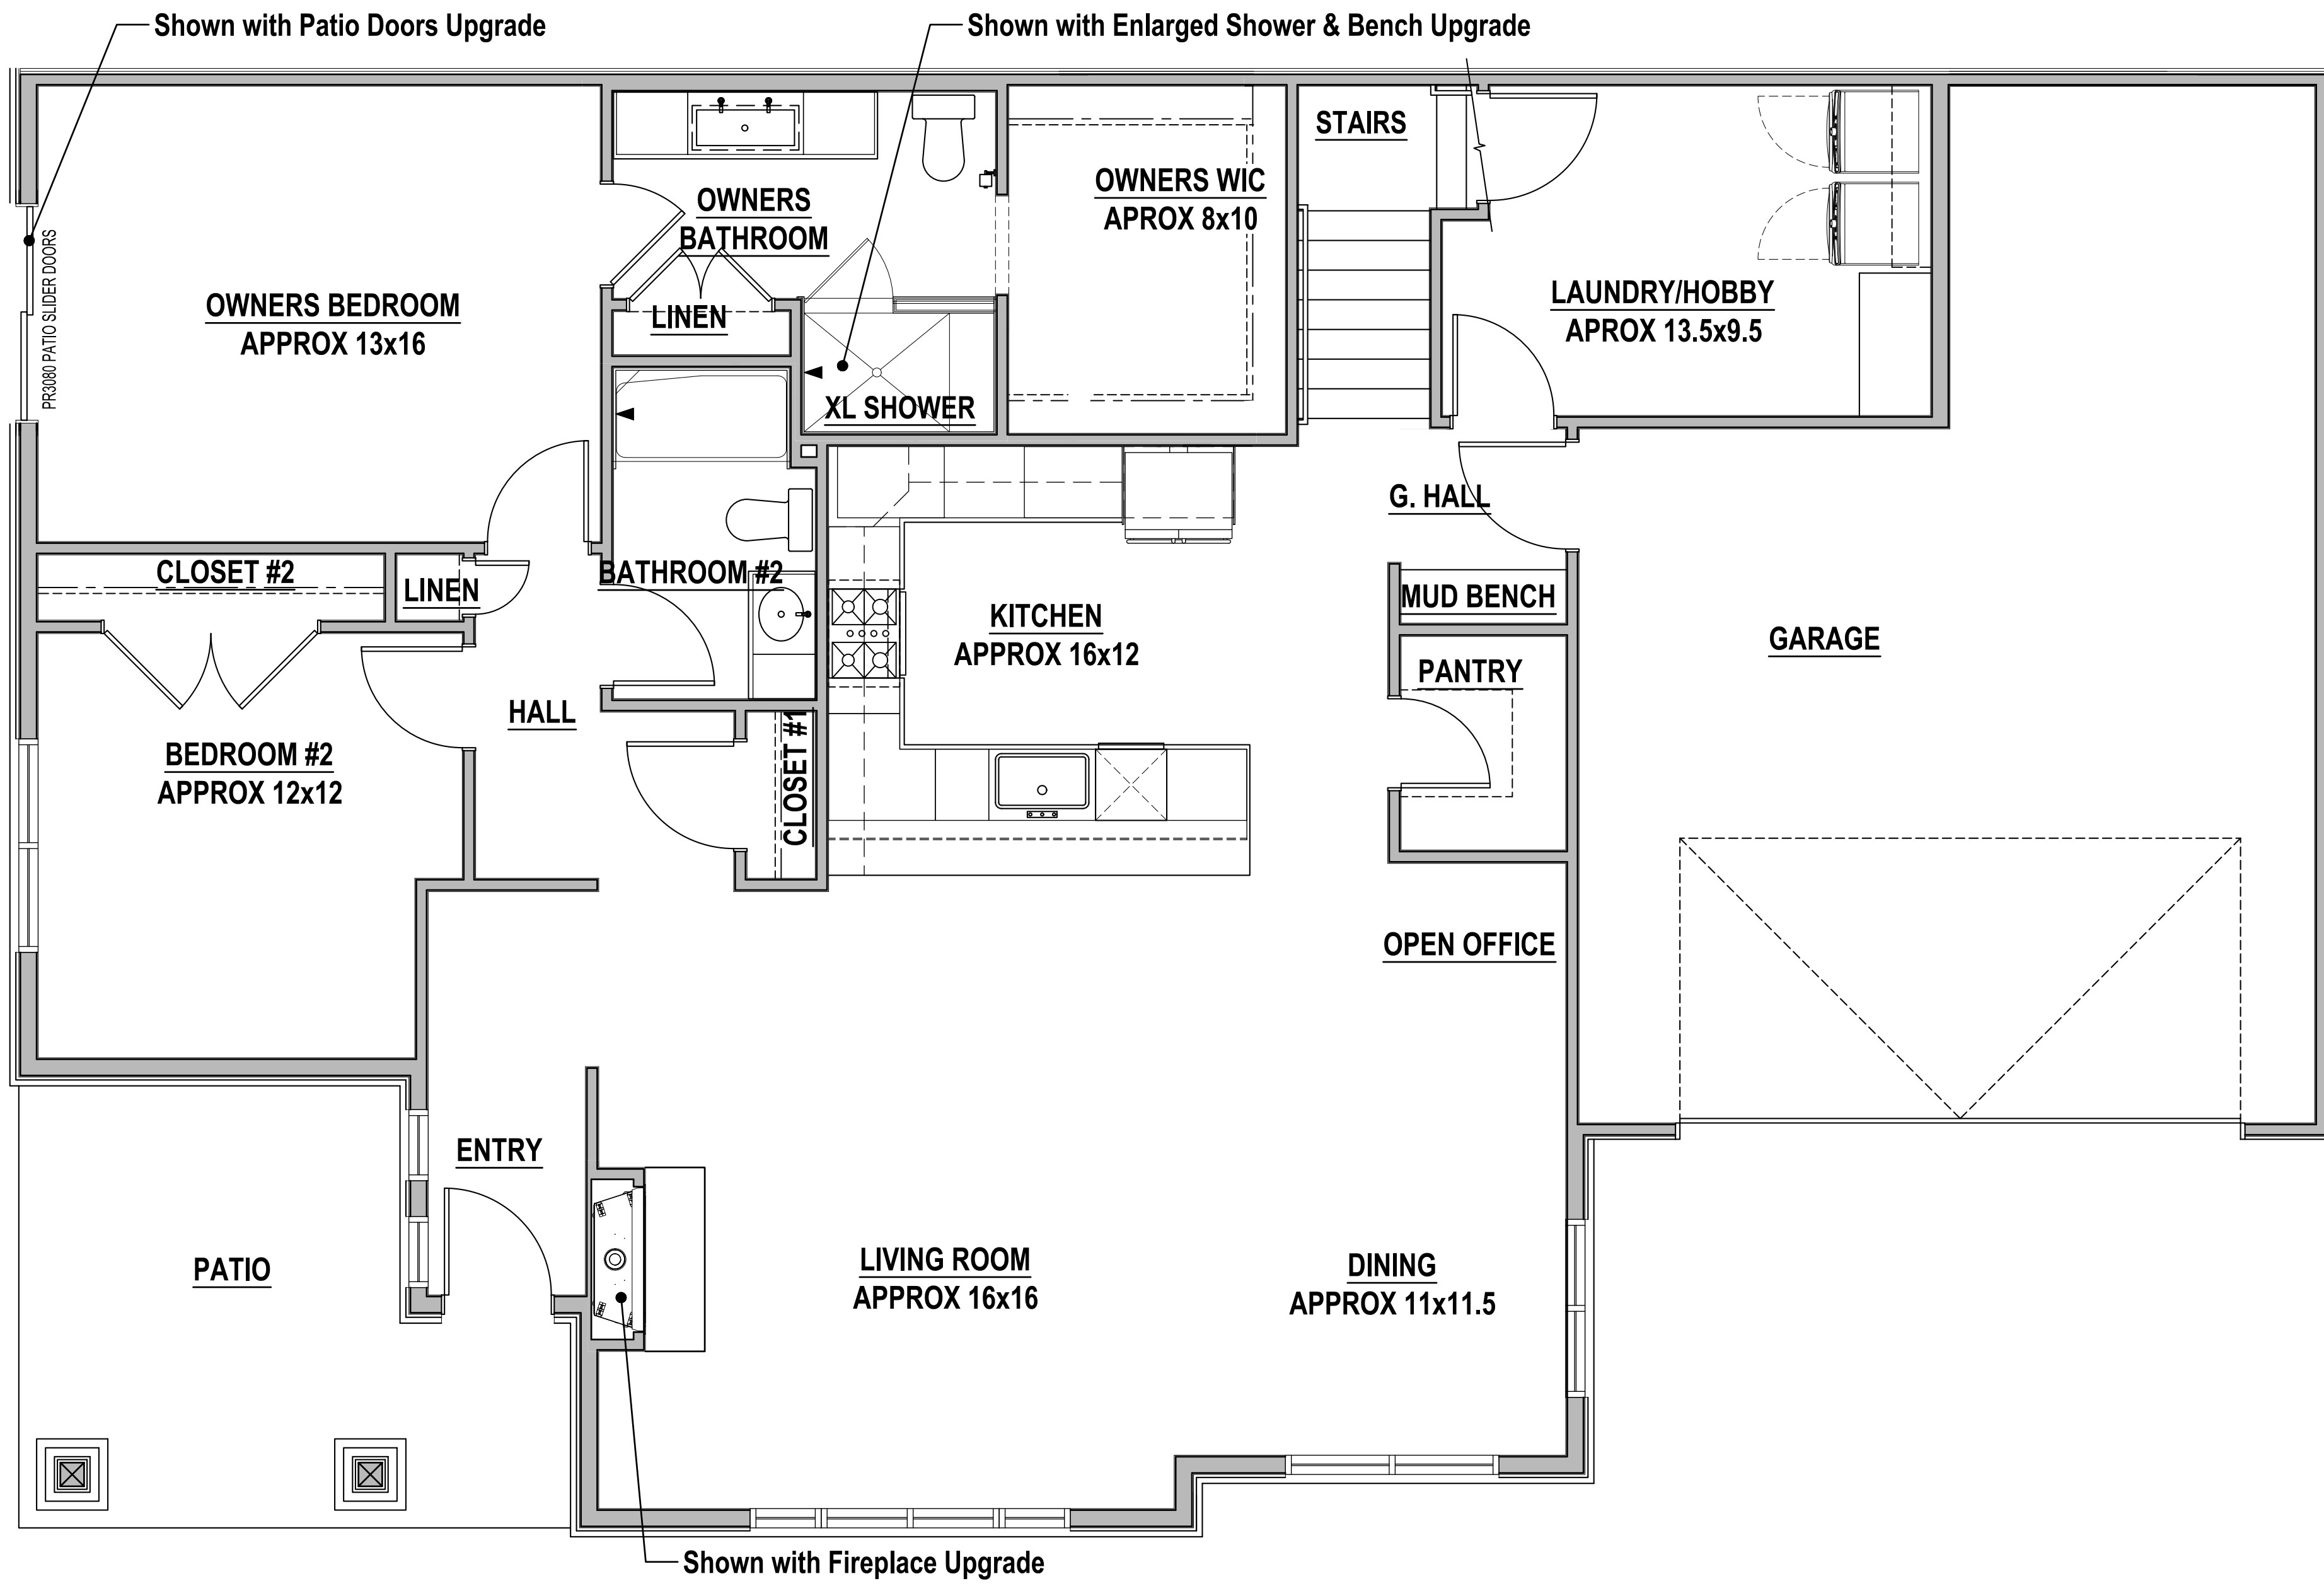 Shown with Patio Doors Upgrade
Shown with Enlarged Shower & Bench Upgrade
STAIRS
OWNERS WIC
APROX 8x10
OWNERS
BATHROOM
PR3080 PATIO SLIDER DOORS
OWNERS BEDROOM
APPROX 13x16
LINEN
LAUNDRY/HOBBY
APROX 13.5x9.5
XL SHOWER
G. HALL
CLOSET #2
LINEN
BATHROOM #2
MUD BENCH
KITCHEN
APPROX 16x12
GARAGE
PANTRY
HALL
CLOSET #1
BEDROOM #2
APPROX 12x12
OPEN OFFICE
ENTRY
PATIO
LIVING ROOM
APPROX 16x16
DINING
APPROX 11x11.5
Shown with Fireplace Upgrade